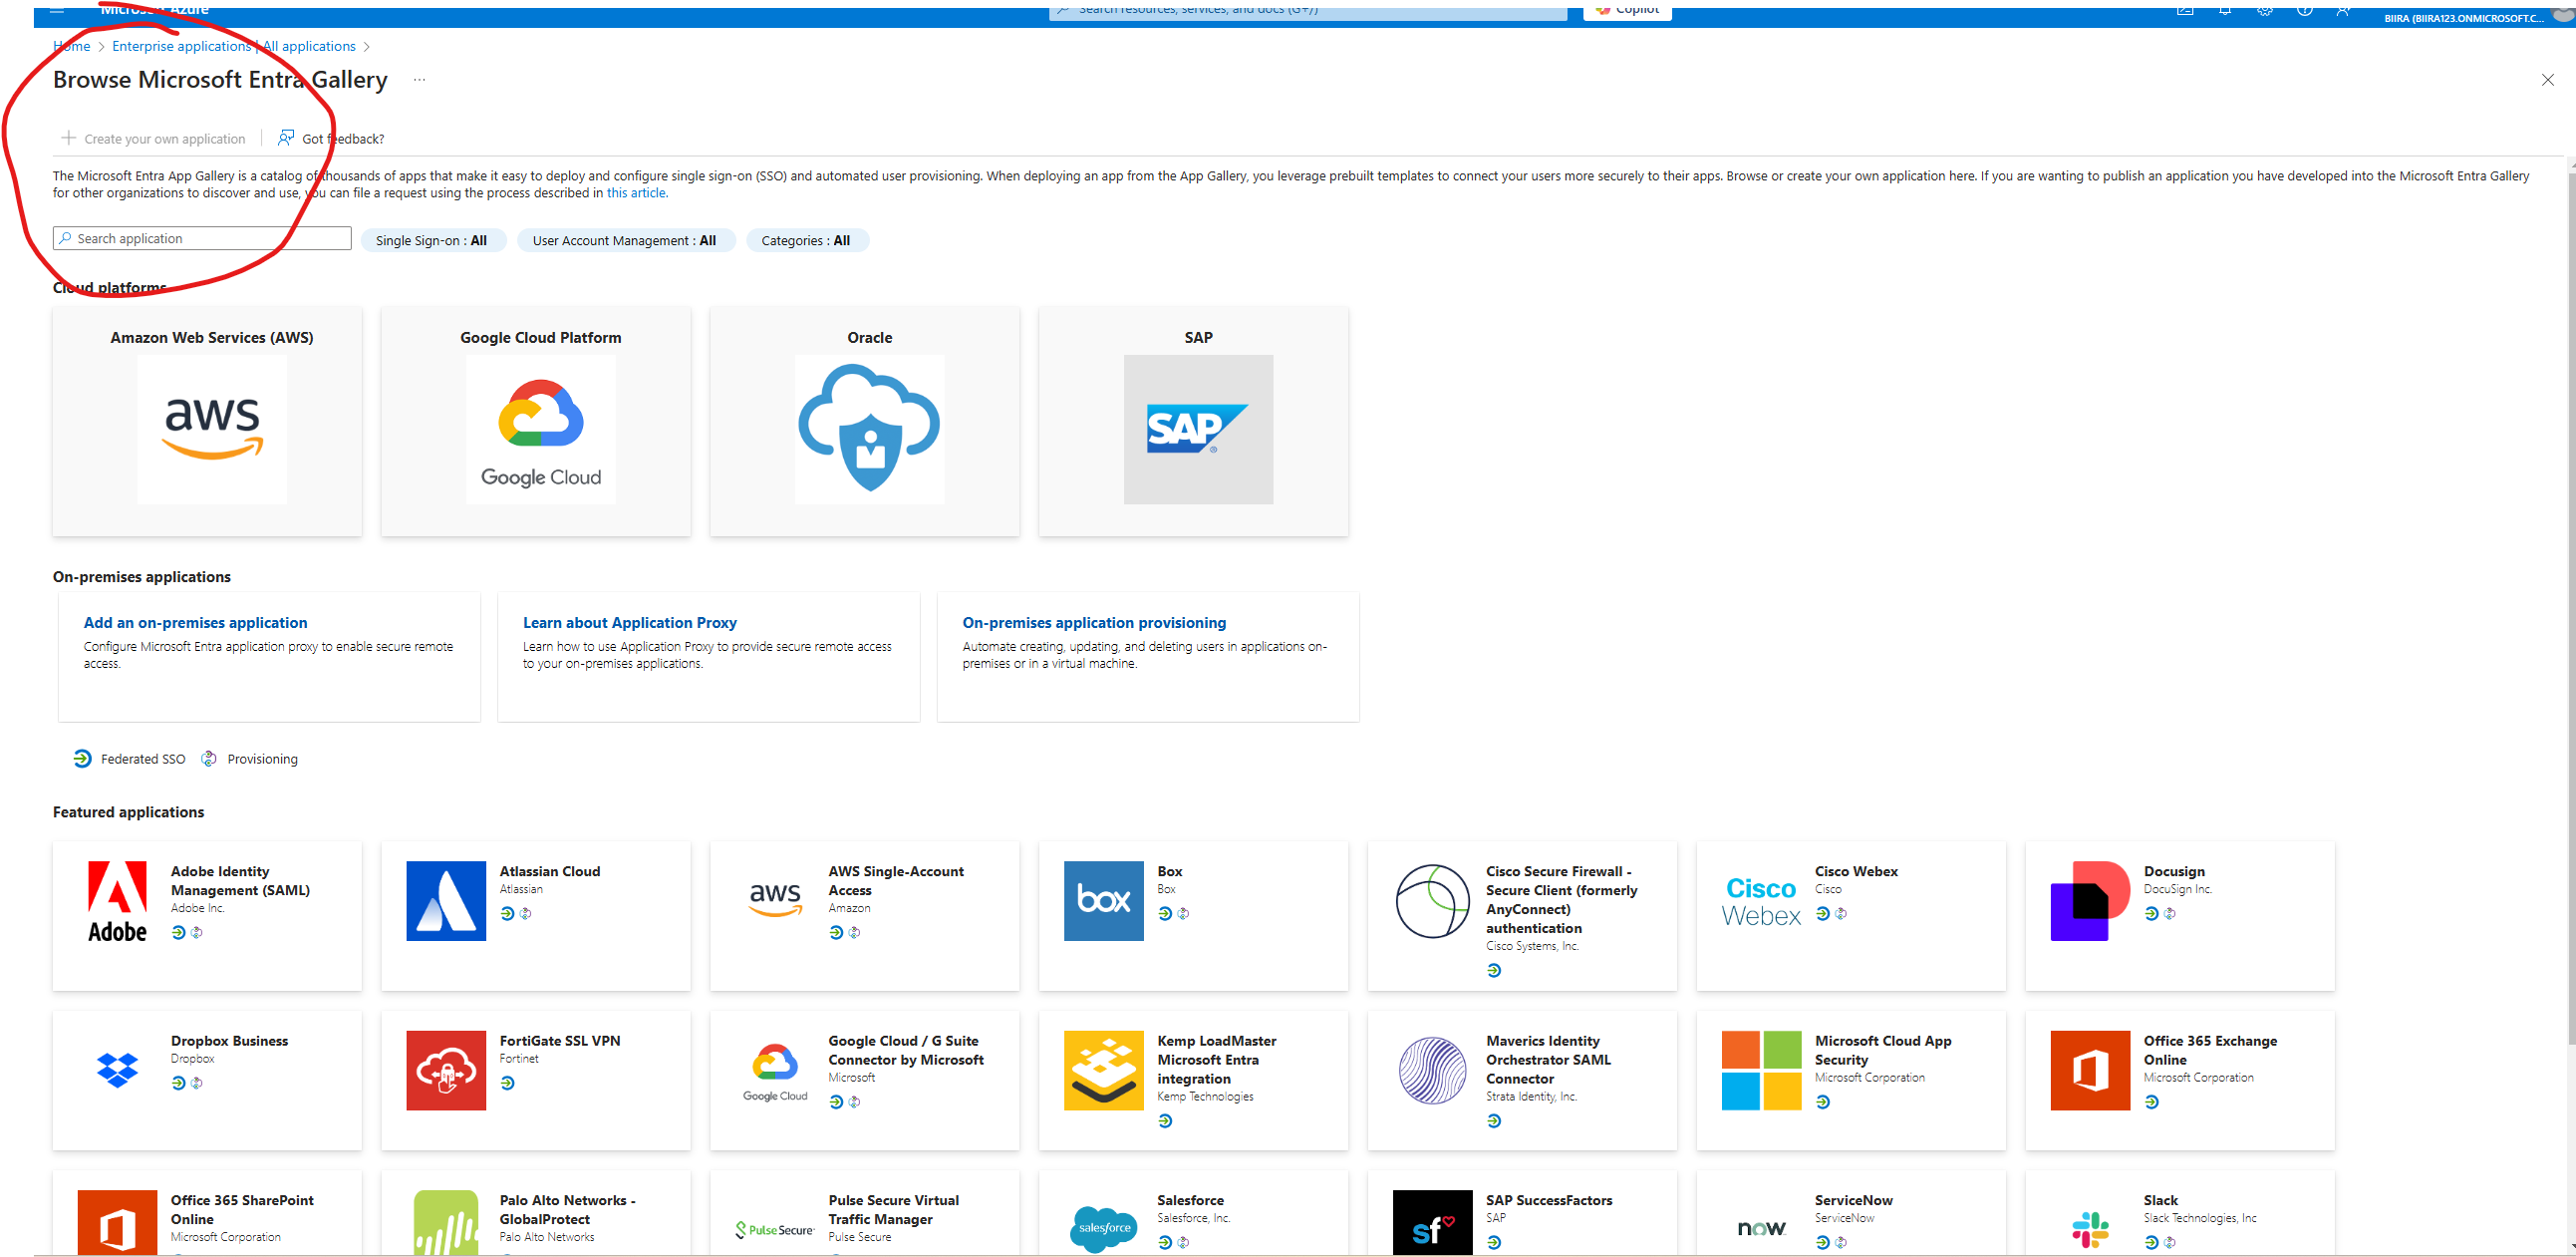 Microsoft Azure
Search resources, services, and docs (G+/)
Copilot
BIIRA (BIIRA123.ONMICROSOFT.C...
Home > Enterprise applications | All applications >
Browse Microsoft Entra Gallery ...
Create your own application
Got feedback?
The Microsoft Entra App Gallery is a catalog of thousands of apps that make it easy to deploy and configure single sign-on (SSO) and automated user provisioning. When deploying an app from the App Gallery, you leverage prebuilt templates to connect your users more securely to their apps. Browse or create your own application here. If you are wanting to publish an application you have developed into the Microsoft Entra Gallery
for other organizations to discover and use, you can file a request using the process described in this article.
Search application
Single Sign-on : All
User Account Management : All
Categories : All
Cloud platforms
Amazon Web Services (AWS)
aws
Google Cloud Platform
Google Cloud
Oracle
SAP
SAP®
On-premises applications
Add an on-premises application
Configure Microsoft Entra application proxy to enable secure remote
access.
Learn about Application Proxy
Learn how to use Application Proxy to provide secure remote access
to your on-premises applications.
On-premises application provisioning
Automate creating, updating, and deleting users in applications on-
premises or in a virtual machine.
Federated SSO
Provisioning
Featured applications
Adobe
Adobe Identity
Management (SAML)
Adobe Inc.
Atlassian Cloud
Atlassian
aws
AWS Single-Account
Access
Amazon
box
Box
Box
Cisco Secure Firewall -
Secure Client (formerly
AnyConnect)
authentication
Cisco Systems, Inc.
Cisco
Webex
Cisco Webex
Cisco
Docusign
DocuSign Inc.
Dropbox Business
Dropbox
FortiGate SSL VPN
Fortinet
Google Cloud
Google Cloud / G Suite
Connector by Microsoft
Microsoft
Kemp LoadMaster
Microsoft Entra
integration
Kemp Technologies
Maverics Identity
Orchestrator SAML
Connector
Strata Identity, Inc.
Microsoft Cloud App
Security
Microsoft Corporation
Office 365 Exchange
Online
Microsoft Corporation
Office 365 SharePoint
Online
Microsoft Corporation
Palo Alto Networks -
GlobalProtect
Palo Alto Networks
Pulse Secure
Pulse Secure Virtual
Traffic Manager
Pulse Secure
salesforce
Salesforce
Salesforce, Inc.
sf
SAP SuccessFactors
SAP
now
ServiceNow
ServiceNow
Slack
Slack Technologies, Inc